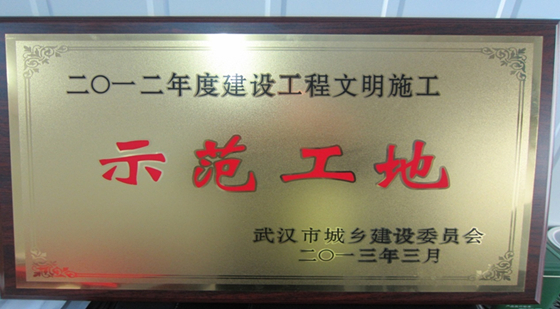 二〇一二年度建设工程文明施工
示范工地
武汉市城乡建设委员会
二〇一三年三月